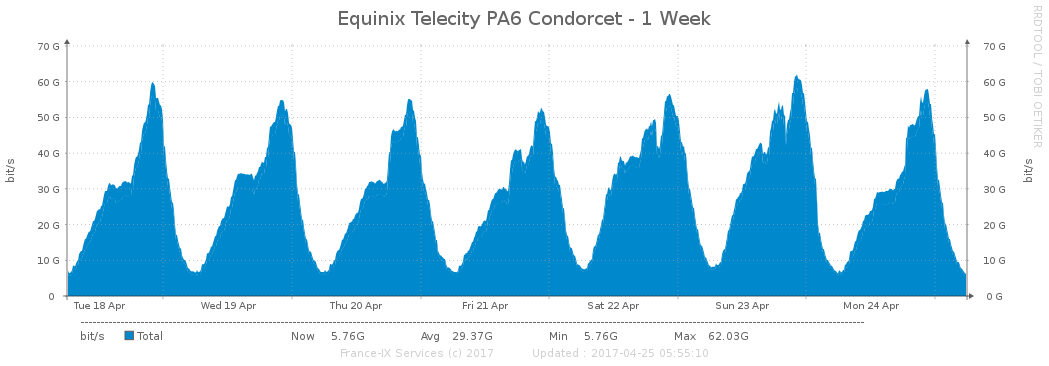 Equinix Telecity PA6 Condorcet - 1 Week
RRDTOOL / TOBI OETIKER
70 G 70 G
60 G 60 G
50 G 50 G
40 G 40 G
30 G 30 G
20 G 20 G
10 G 10 G
0 0 G
bit/s
bit/s
Tue 18 Apr Wed 19 Apr Thu 20 Apr Fri 21 Apr Sat 22 Apr Sun 23 Apr Mon 24 Apr
bit/s Total Now 5.76G Avg 29.37G Min 5.76G Max 62.03G
France-IX Services (c) 2017 Updated : 2017-04-25 05:55:10